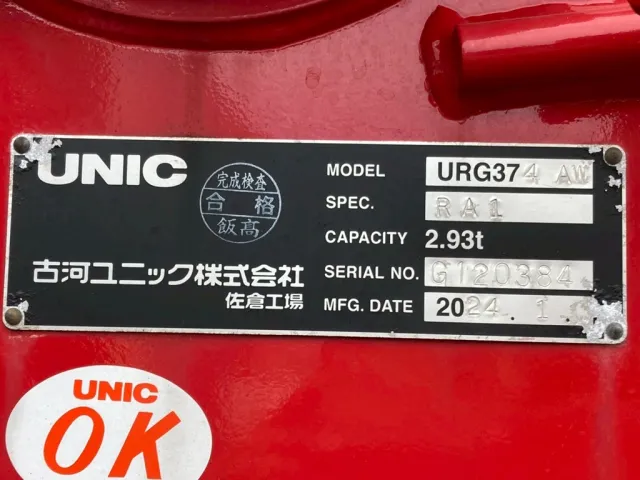 UNIC
完成検査
合格
飯高
古河ユニック株式会社
佐倉工場
MODEL URG374 AW
SPEC. RA1
CAPACITY 2.93t
SERIAL NO. G120384
MFG. DATE 2024. 1
UNIC
OK